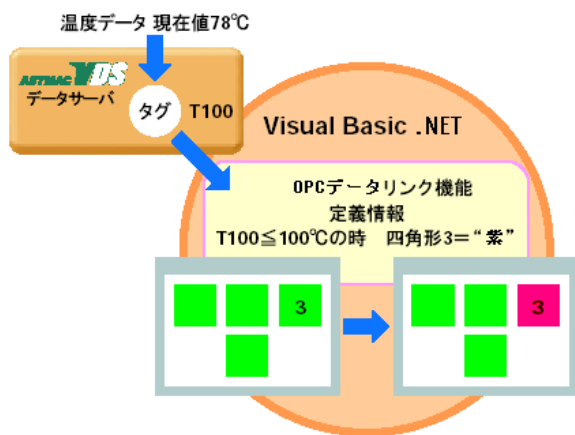 温度データ 現在値78℃
ASTMAC VDS
データサーバ
タグ
T100
Visual Basic .NET
OPCデータリンク機能
定義情報
T100≦100℃の時 四角形3=“紫”
3
3